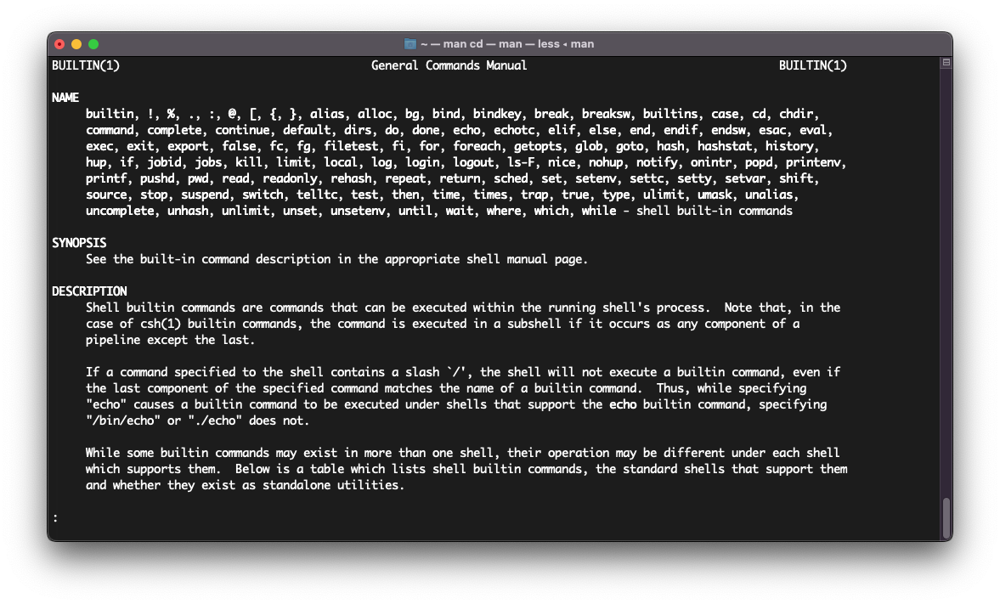 ~ — man cd — man — less ◂ man
BUILTIN(1) General Commands Manual BUILTIN(1)
NAME
builtin, !, %, ., :, @, [, {, }, alias, alloc, bg, bind, bindkey, break, breaksw, builtins, case, cd, chdir,
command, complete, continue, default, dirs, do, done, echo, echotc, elif, else, end, endif, endsw, esac, eval,
exec, exit, export, false, fc, fg, filetest, fi, for, foreach, getopts, glob, goto, hash, hashstat, history,
hup, if, jobid, jobs, kill, limit, local, log, login, logout, ls-F, nice, nohup, notify, onintr, popd, printenv,
printf, pushd, pwd, read, readonly, rehash, repeat, return, sched, set, setenv, settc, setty, setvar, shift,
source, stop, suspend, switch, telltc, test, then, time, times, trap, true, type, ulimit, umask, unalias,
uncomplete, unhash, unlimit, unset, unsetenv, until, wait, where, which, while - shell built-in commands
SYNOPSIS
See the built-in command description in the appropriate shell manual page.
DESCRIPTION
Shell builtin commands are commands that can be executed within the running shell's process.  Note that, in the
case of csh(1) builtin commands, the command is executed in a subshell if it occurs as any component of a
pipeline except the last.
If a command specified to the shell contains a slash `/', the shell will not execute a builtin command, even if
the last component of the specified command matches the name of a builtin command.  Thus, while specifying
"echo" causes a builtin command to be executed under shells that support the echo builtin command, specifying
"/bin/echo" or "./echo" does not.
While some builtin commands may exist in more than one shell, their operation may be different under each shell
which supports them.  Below is a table which lists shell builtin commands, the standard shells that support them
and whether they exist as standalone utilities.
: